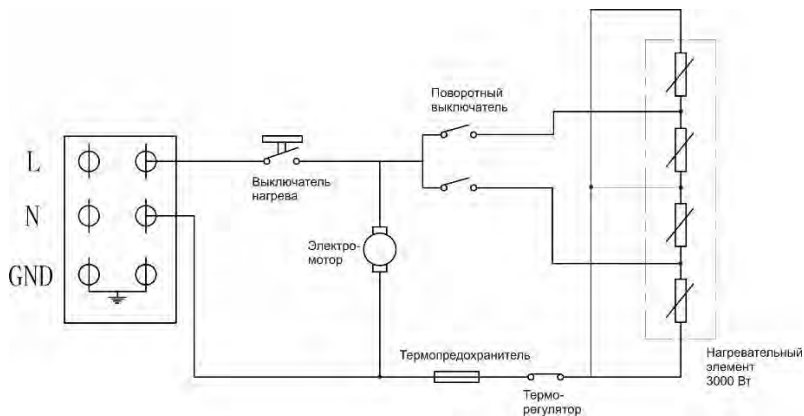 L
N
GND
Выключатель
нагрева
Поворотный
выключатель
Электро-
мотор
Термопредохранитель
Термо-
регулятор
Нагревательный
элемент
3000 Вт